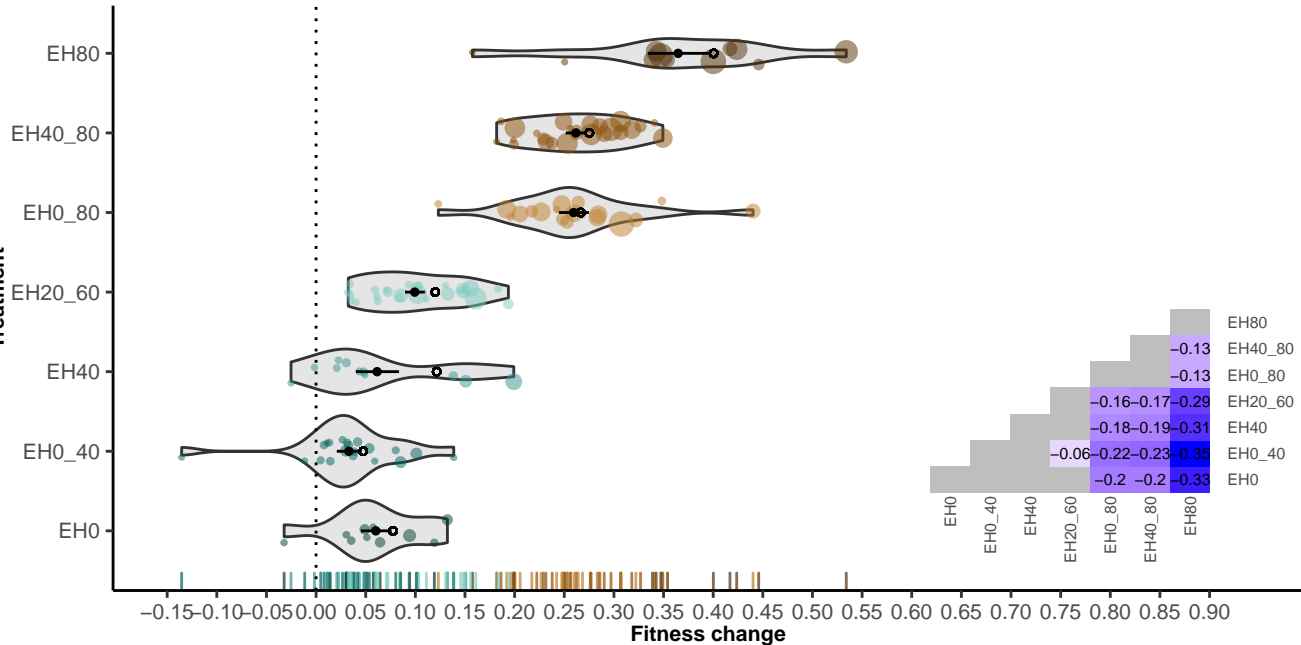 EH80
EH40_80
EH0_80
EH20_60
EH40
EH0_40
EH0
−0.15 −0.10 −0.05 0.00 0.05 0.10 0.15 0.20 0.25 0.30 0.35 0.40 0.45 0.50 0.55 0.60 0.65 0.70 0.75 0.80 0.85 0.90
Fitness change
EH80
−0.13 EH40_80
−0.13 EH0_80
−0.16 −0.17 −0.29 EH20_60
−0.18 −0.19 −0.31 EH40
−0.06 −0.22 −0.23 −0.35 EH0_40
−0.2 −0.2 −0.33 EH0
EH0 EH0_40 EH40 EH20_60 EH0_80 EH40_80 EH80